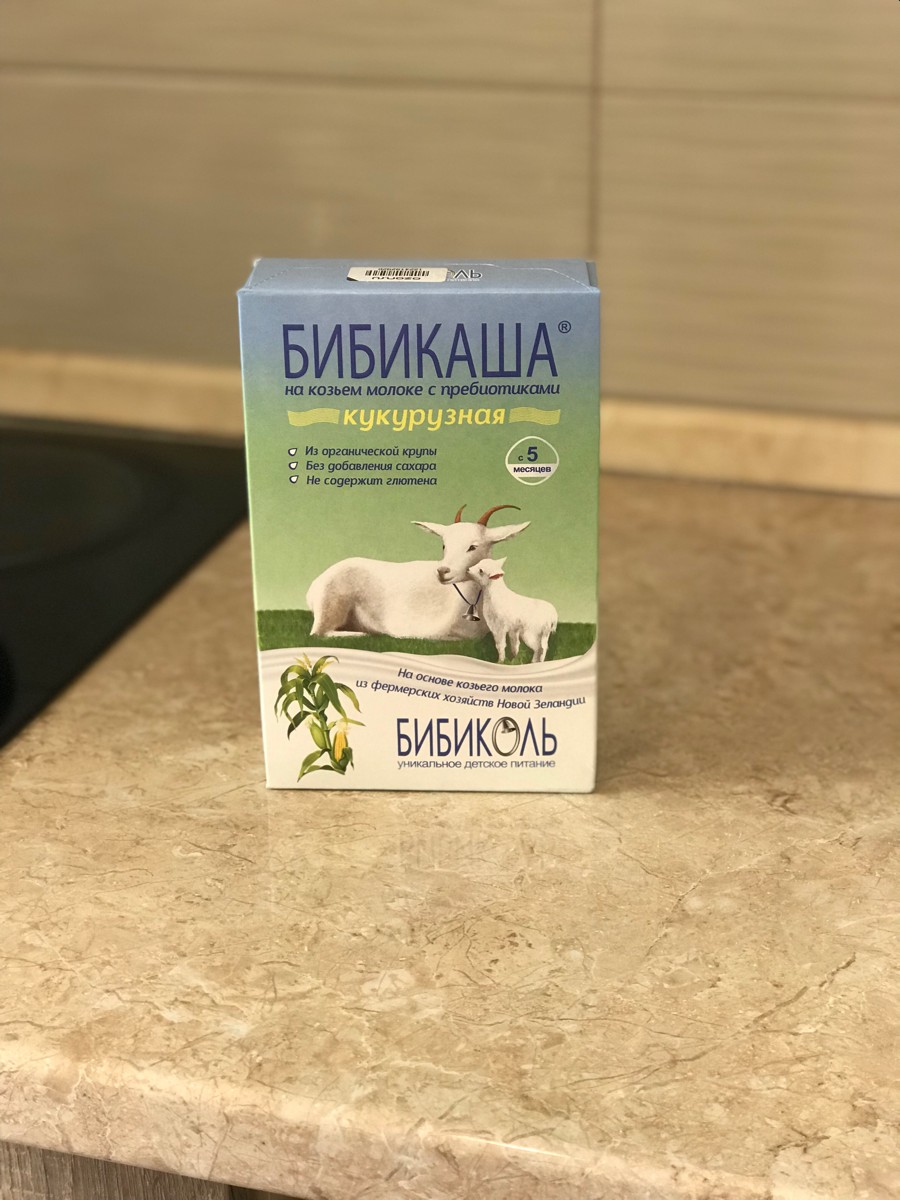 БИБИКАША®
на козьем молоке с пребиотиками
кукурузная
Из органической крупы
Без добавления сахара
Не содержит глютена
с 5
месяцев
На основе козьего молока
из фермерских хозяйств Новой Зеландии
БИБИКОЛЬ
уникальное детское питание